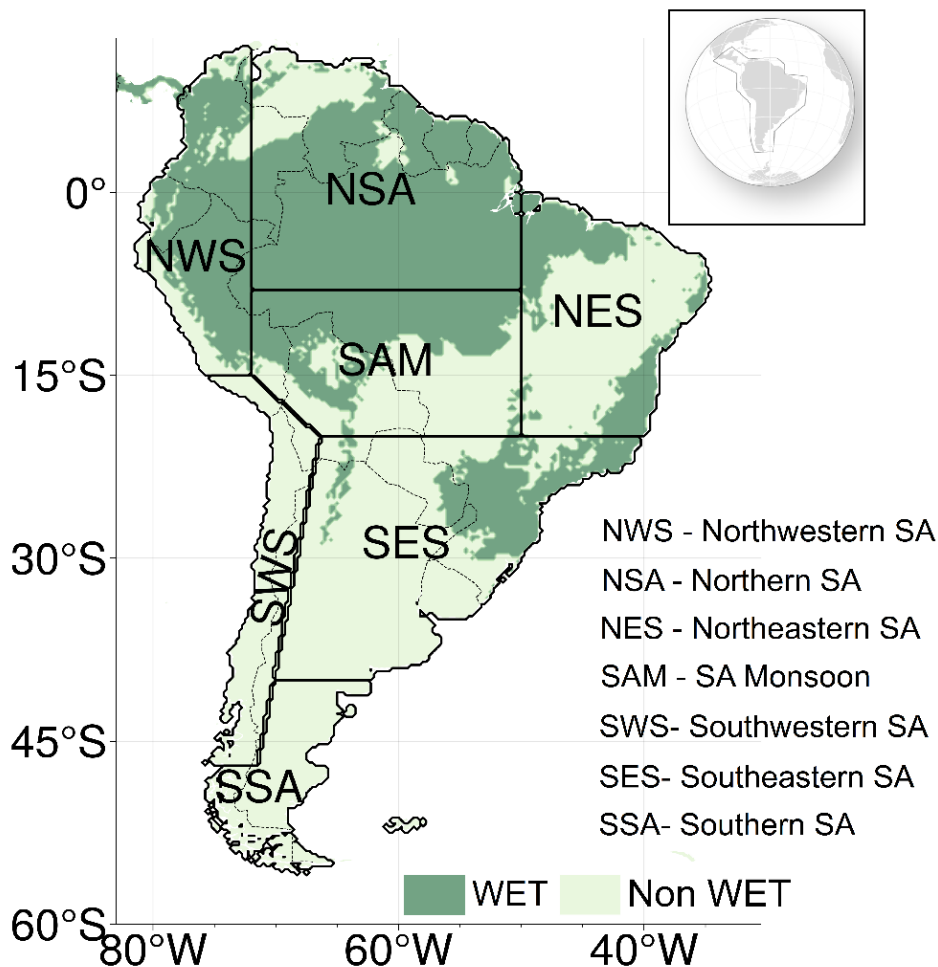 0°
NSA
NWS
NES
SAM
15°S
SES
SWS
30°S
NWS - Northwestern SA
NSA - Northern SA
NES - Northeastern SA
SAM - SA Monsoon
SWS- Southwestern SA
SES- Southeastern SA
SSA- Southern SA
45°S
SSA
WET
Non WET
60°S
80°W
60°W
40°W